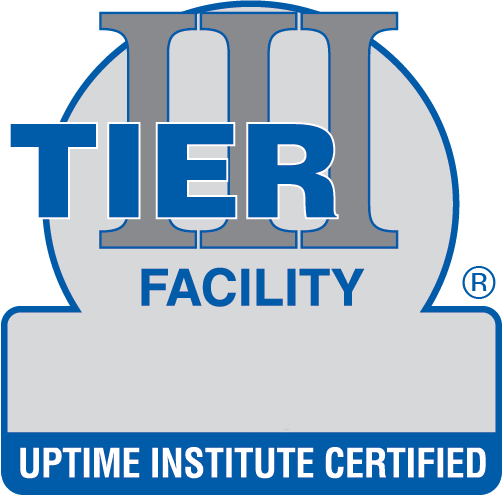 III
TIER
FACILITY
®
UPTIME INSTITUTE CERTIFIED